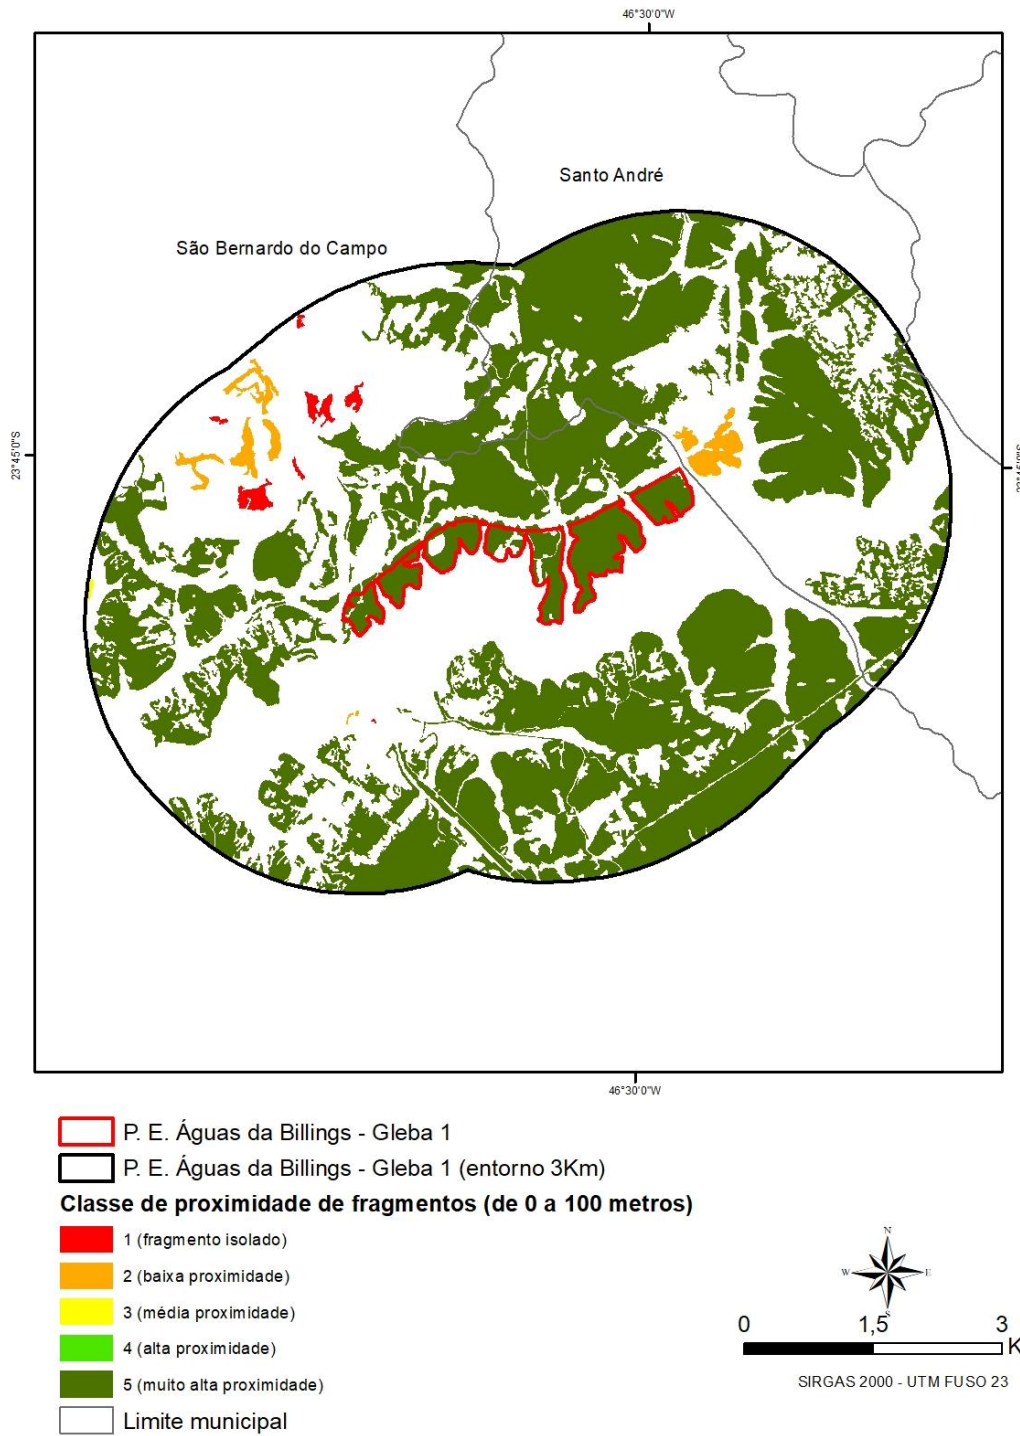 46°30'0"W
Santo André
São Bernardo do Campo
23°45'0"S
46°30'0"W
P. E. Águas da Billings - Gleba 1
P. E. Águas da Billings - Gleba 1 (entorno 3Km)
Classe de proximidade de fragmentos (de 0 a 100 metros)
1 (fragmento isolado)
2 (baixa proximidade)
3 (média proximidade)
4 (alta proximidade)
5 (muito alta proximidade)
Limite municipal
N
W E
S
0 1,5 3
K
SIRGAS 2000 - UTM FUSO 23